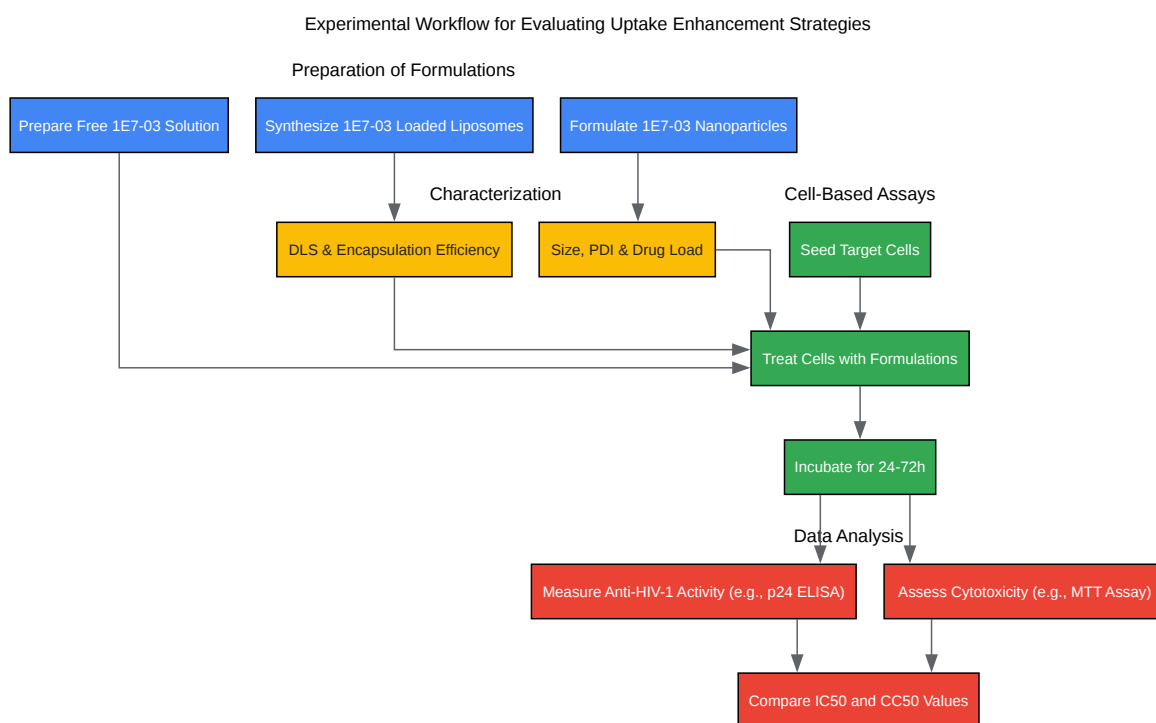 Experimental Workflow for Evaluating Uptake Enhancement Strategies
Preparation of Formulations
Prepare Free 1E7-03 Solution
Synthesize 1E7-03 Loaded Liposomes
Formulate 1E7-03 Nanoparticles
Characterization
Cell-Based Assays
DLS & Encapsulation Efficiency
Size, PDI & Drug Load
Seed Target Cells
Treat Cells with Formulations
Incubate for 24-72h
Data Analysis
Measure Anti-HIV-1 Activity (e.g., p24 ELISA)
Assess Cytotoxicity (e.g., MTT Assay)
Compare IC50 and CC50 Values